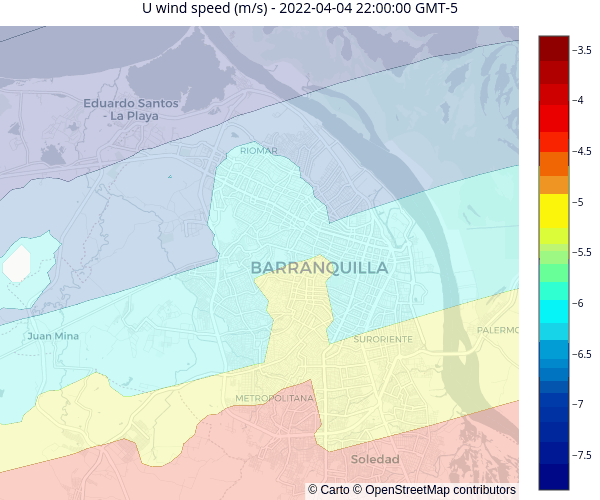 U wind speed (m/s) - 2022-04-04 22:00:00 GMT-5
Eduardo Santos
- La Playa
RIOMAR
BARRANQUILLA
Juan Mina
SURORIENTE
PALERMO
METROPOLITANA
Soledad
© Carto © OpenStreetMap contributors
−3.5
−4
−4.5
−5
−5.5
−6
−6.5
−7
−7.5